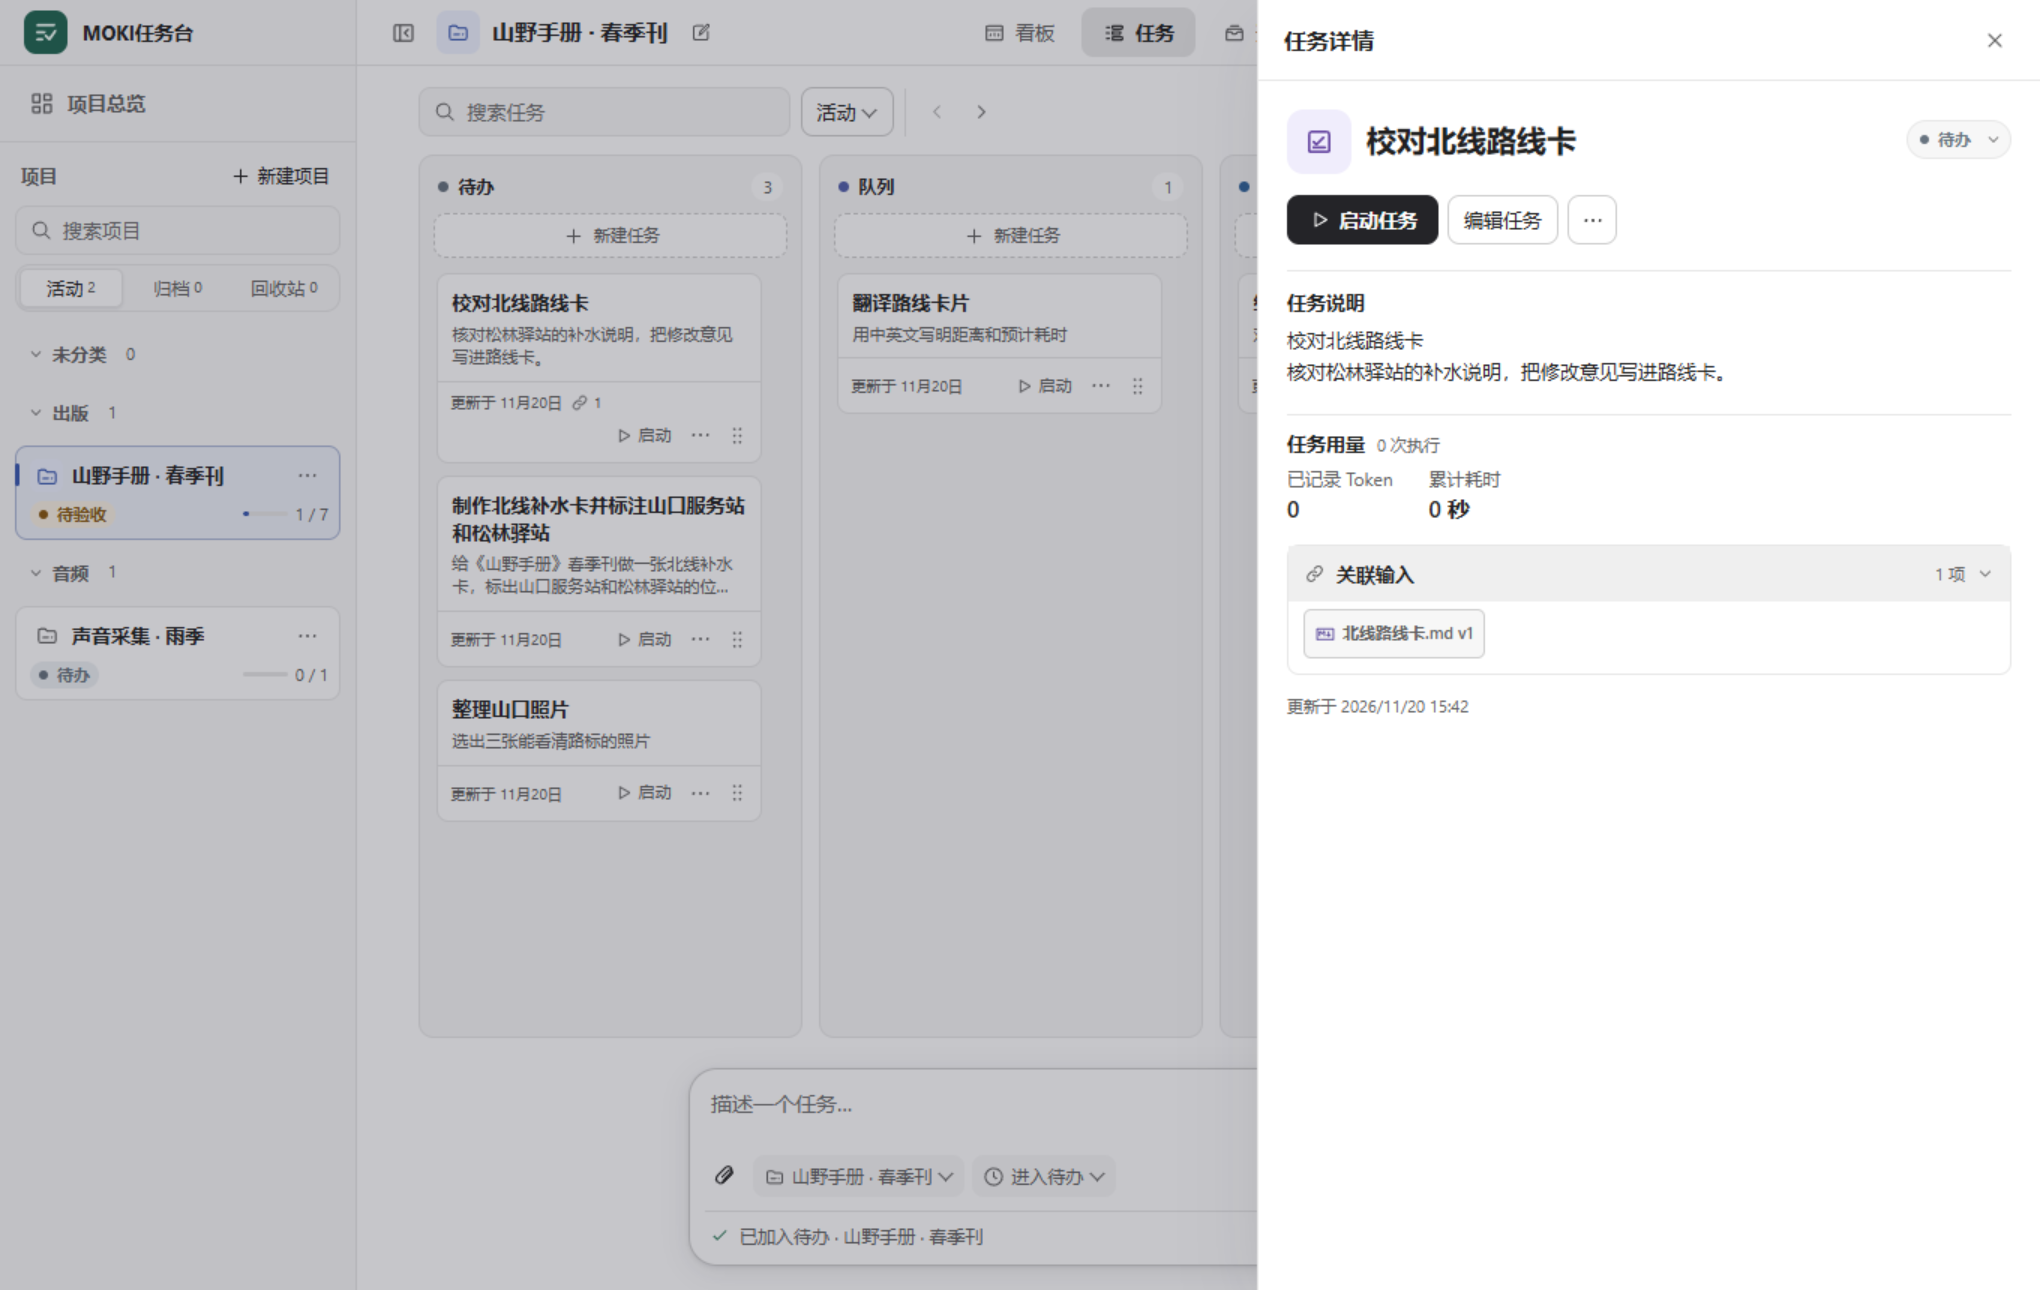 MOKI任务台
项目总览
项目
新建项目
搜索项目
活动 2
归档 0
回收站 0
未分类 0
出版 1
山野手册 · 春季刊
待验收
1 / 7
音频 1
声音采集 · 雨季
待办
0 / 1
山野手册 · 春季刊
看板
任务
搜索任务
活动
待办
3
新建任务
校对北线路线卡
核对松林驿站的补水说明，把修改意见
写进路线卡。
更新于 11月20日
1
启动
制作北线补水卡并标注山口服务站
和松林驿站
给《山野手册》春季刊做一张北线补水
卡，标出山口服务站和松林驿站的位...
更新于 11月20日
启动
整理山口照片
选出三张能看清路标的照片
更新于 11月20日
启动
队列
1
新建任务
翻译路线卡片
用中英文写明距离和预计耗时
更新于 11月20日
启动
描述一个任务...
山野手册 · 春季刊
进入待办
已加入待办 · 山野手册 · 春季刊
任务详情
校对北线路线卡
待办
启动任务
编辑任务
任务说明
校对北线路线卡
核对松林驿站的补水说明，把修改意见写进路线卡。
任务用量 0 次执行
已记录 Token
累计耗时
0
0 秒
关联输入
1 项
北线路线卡.md v1
更新于 2026/11/20 15:42